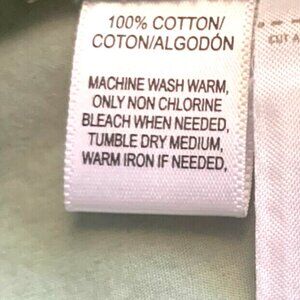 100% COTTON/
COTON/ALGODÓN
MACHINE WASH WARM,
ONLY NON CHLORINE
BLEACH WHEN NEEDED,
TUMBLE DRY MEDIUM,
WARM IRON IF NEEDED,
CUT A